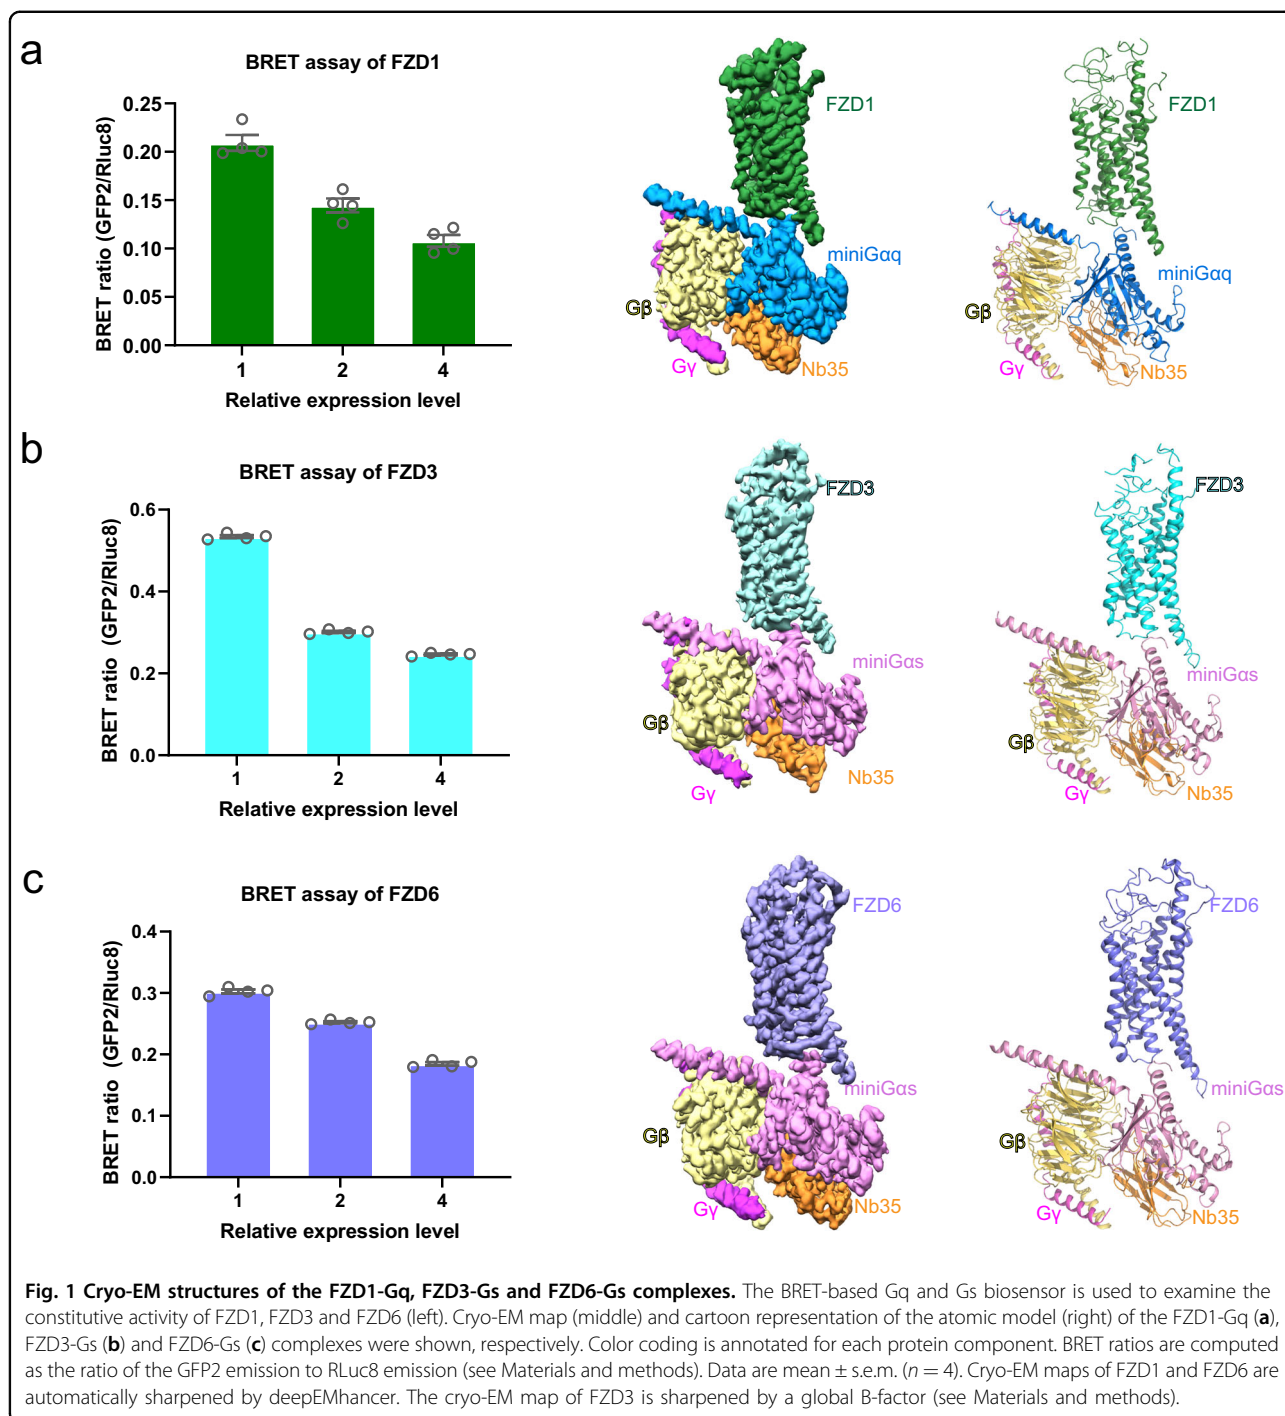 a
BRET assay of FZD1
BRET ratio (GFP2/Rluc8)
0.25
0.20
0.15
0.10
0.05
0.00
1 2 4
Relative expression level
FZD1
miniGαq
Gβ
Gγ
Nb35
FZD1
miniGαq
Gβ
Gγ
Nb35
b
BRET assay of FZD3
BRET ratio (GFP2/Rluc8)
0.6
0.4
0.2
0.0
1 2 4
Relative expression level
FZD3
miniGαs
Gβ
Nb35
Gγ
FZD3
miniGαs
Gβ
Gγ
Nb35
c
BRET assay of FZD6
BRET ratio (GFP2/Rluc8)
0.4
0.3
0.2
0.1
0.0
1 2 4
Relative expression level
FZD6
miniGαs
Gβ
Gγ
Nb35
FZD6
miniGαs
Gβ
Gγ
Nb35
Fig. 1 Cryo-EM structures of the FZD1-Gq, FZD3-Gs and FZD6-Gs complexes. The BRET-based Gq and Gs biosensor is used to examine the
constitutive activity of FZD1, FZD3 and FZD6 (left). Cryo-EM map (middle) and cartoon representation of the atomic model (right) of the FZD1-Gq (a),
FZD3-Gs (b) and FZD6-Gs (c) complexes were shown, respectively. Color coding is annotated for each protein component. BRET ratios are computed
as the ratio of the GFP2 emission to RLuc8 emission (see Materials and methods). Data are mean ± s.e.m. (n = 4). Cryo-EM maps of FZD1 and FZD6 are
automatically sharpened by deepEMhancer. The cryo-EM map of FZD3 is sharpened by a global B-factor (see Materials and methods).